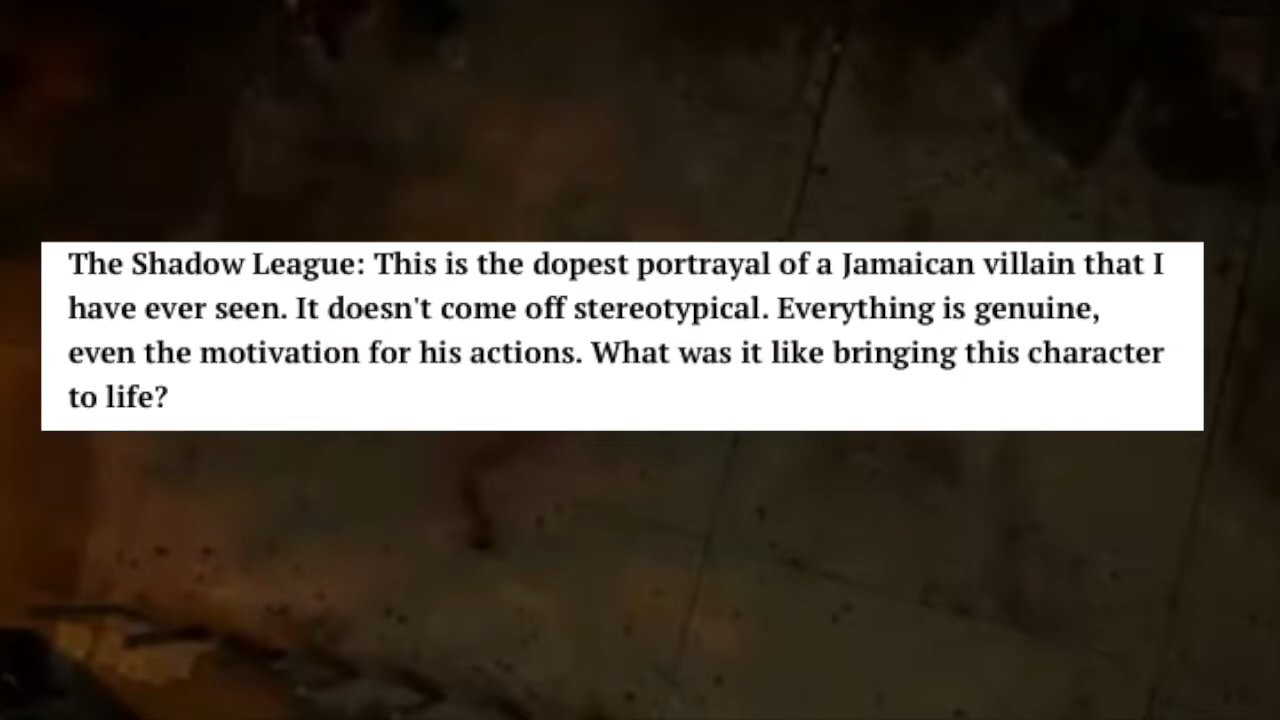 The Shadow League: This is the dopest portrayal of a Jamaican villain that I
have ever seen. It doesn't come off stereotypical. Everything is genuine,
even the motivation for his actions. What was it like bringing this character
to life?